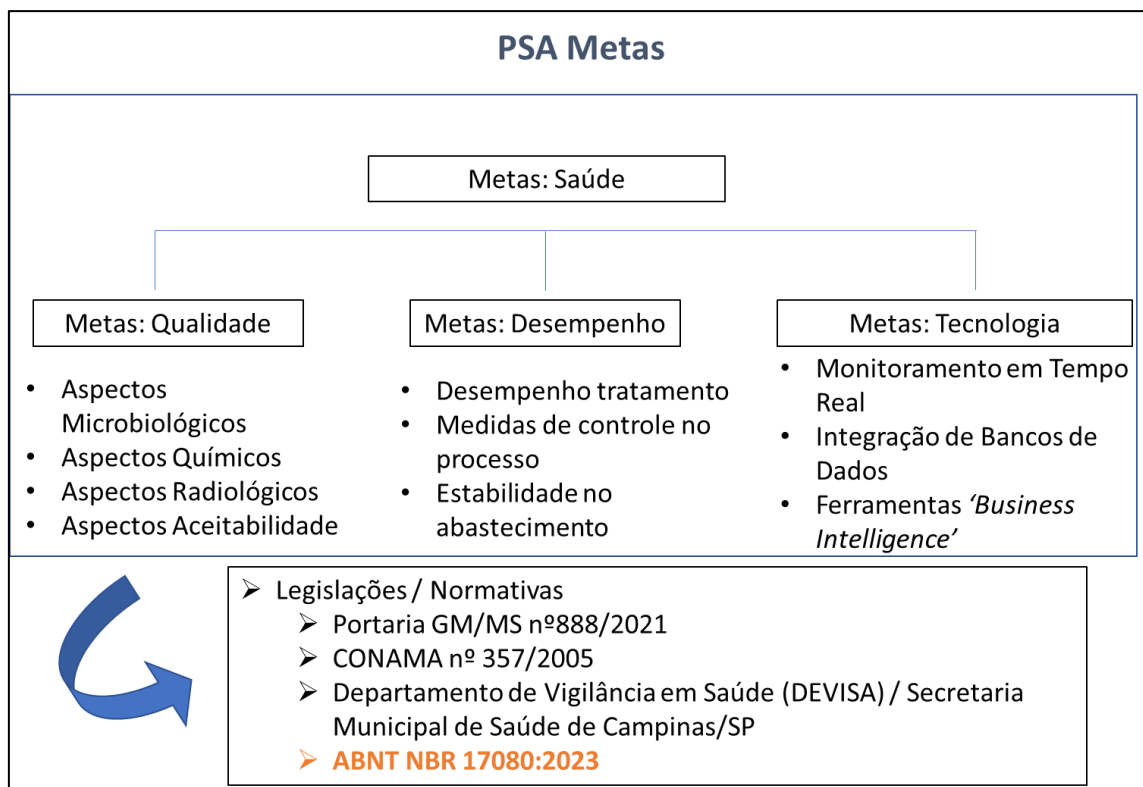 PSA Metas
Metas: Saúde
Metas: Qualidade
• Aspectos
Microbiológicos
• Aspectos Químicos
• Aspectos Radiológicos
• Aspectos Aceitabilidade
Metas: Desempenho
• Desempenho tratamento
• Medidas de controle no
processo
• Estabilidade no
abastecimento
Metas: Tecnologia
• Monitoramento em Tempo
Real
• Integração de Bancos de
Dados
• Ferramentas ‘Business
Intelligence’
➢ Legislações / Normativas
➢ Portaria GM/MS nº888/2021
➢ CONAMA nº 357/2005
➢ Departamento de Vigilância em Saúde (DEVISA) / Secretaria
Municipal de Saúde de Campinas/SP
➢ ABNT NBR 17080:2023